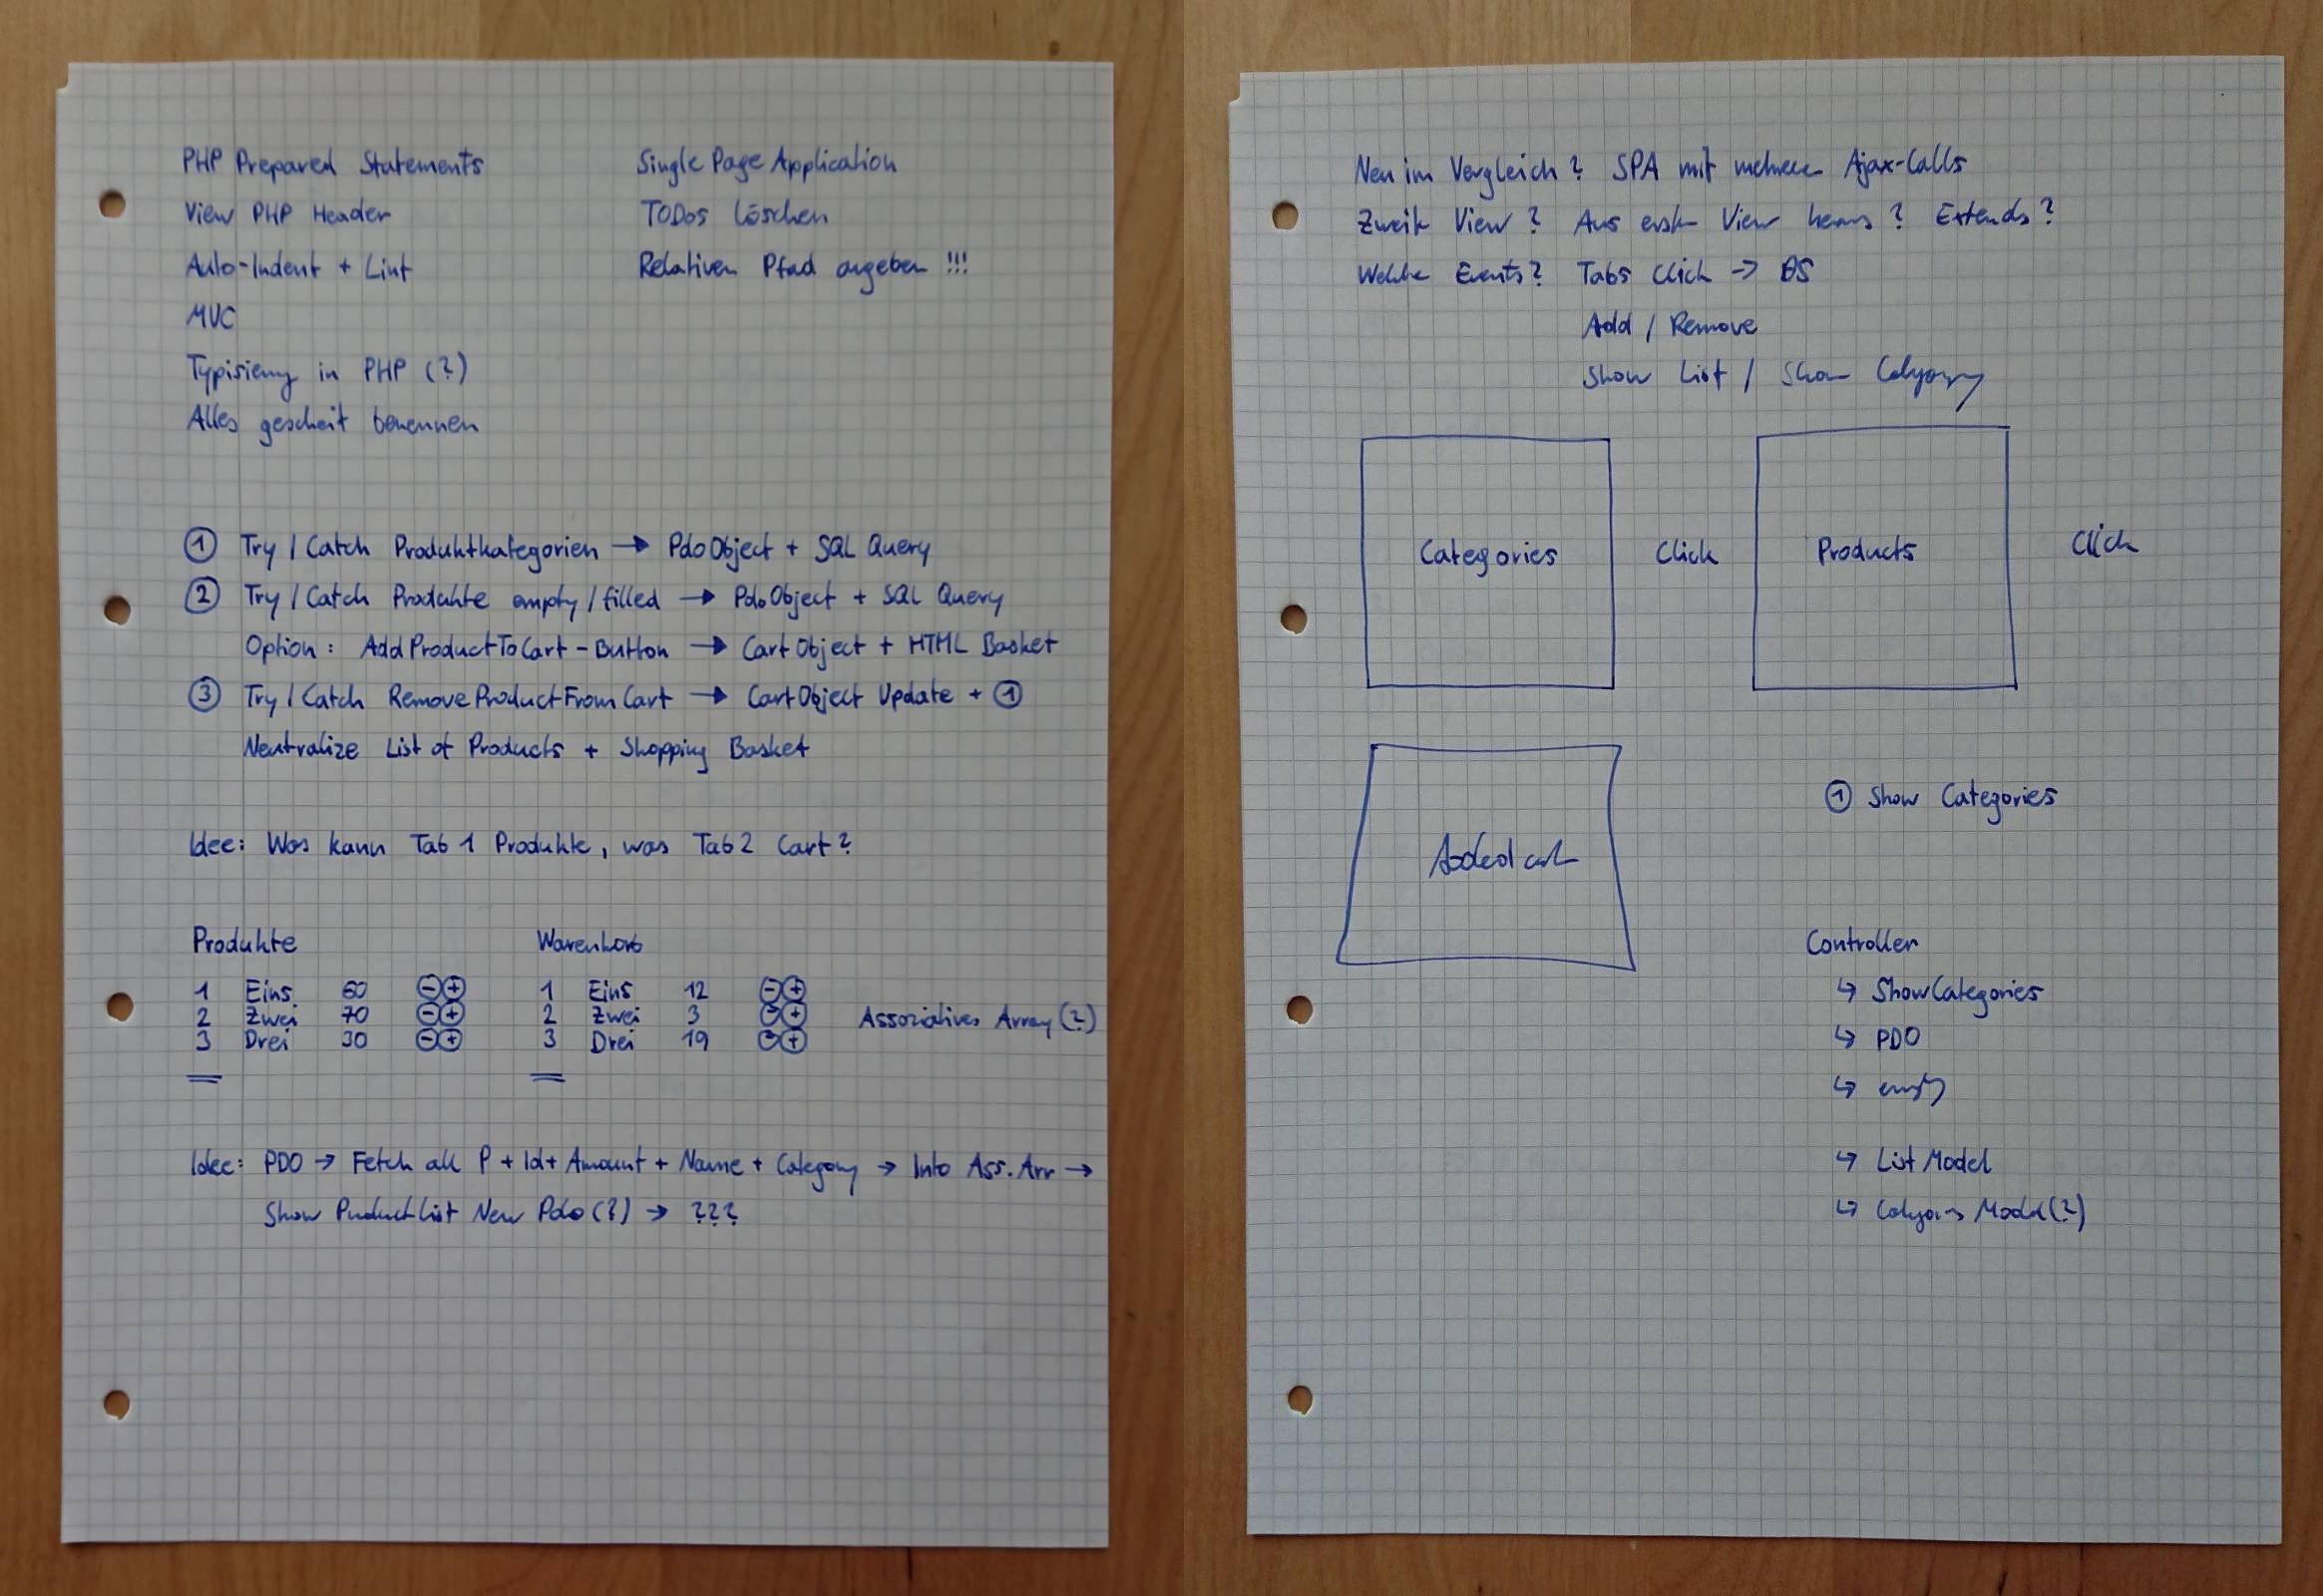 PHP Prepared Statements
View PHP Header
Auto-Indent + Lint
MVC
Typisierung in PHP (?)
Alles gescheit benennen
Single Page Application
TODOs löschen
Relativen Pfad angeben !!!
① Try / Catch Produktkategorien → PdoObject + SQL Query
② Try / Catch Produkte empty / filled → PdoObject + SQL Query
Option: AddProductToCart-Button → CartObject + HTML Basket
③ Try / Catch RemoveProductFromCart → CartObject Update + ①
Neutralize List of Products + Shopping Basket
Idee: Was kann Tab 1 Produkte, was Tab 2 Cart?
Produkte
1 Eins 60 - +
2 Zwei 70 - +
3 Drei 30 - +
Warenkorb
1 Eins 12 - +
2 Zwei 3 - +
3 Drei 19 - +
Assoziatives Array (?)
Idee: PDO → Fetch all P + Id + Amount + Name + Category → Into Ass. Arr →
Show Productlist New Pdo (?) → ???
Neu im Vergleich? SPA mit mehreren Ajax-Calls
Zweite View? Aus erster View heraus? Extends?
Welche Events? Tabs Click →
Add / Remove
Show List / Show Category
Categories
Click
Products
Click
Added
① Show Categories
Controller
↳ ShowCategories
↳ PDO
↳ empty
↳ List Model
↳ Model (?)